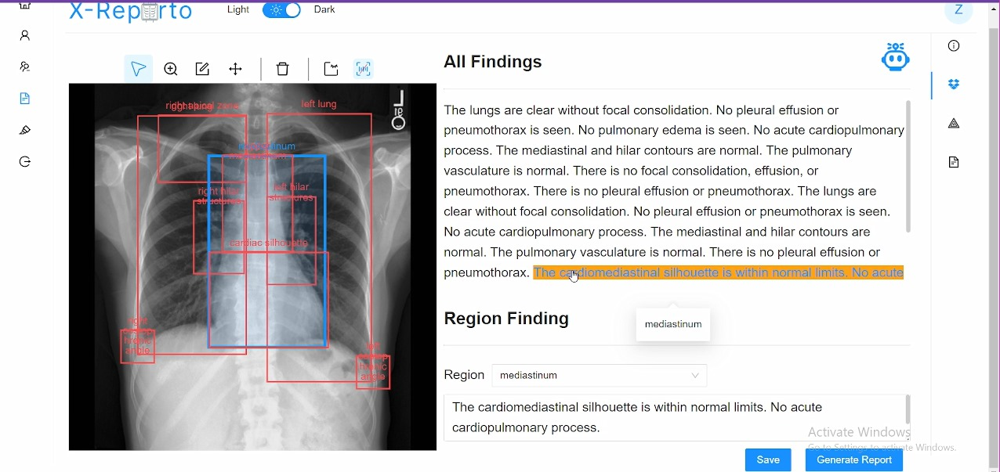 X-Reporto
Light
Dark
Z
All Findings
The lungs are clear without focal consolidation. No pleural effusion or
pneumothorax is seen. No pulmonary edema is seen. No acute cardiopulmonary
process. The mediastinal and hilar contours are normal. The pulmonary
vasculature is normal. There is no focal consolidation, effusion, or
pneumothorax. There is no pleural effusion or pneumothorax. The lungs are
clear without focal consolidation. No pleural effusion or pneumothorax is seen.
No acute cardiopulmonary process. The mediastinal and hilar contours are
normal. The pulmonary vasculature is normal. There is no pleural effusion or
pneumothorax. The cardiomediastinal silhouette is within normal limits. No acute
right apical zone
left lung
mediastinum
right hilar
structures
left hilar
structures
cardiac silhouette
right
angle
left
angle
L
Region Finding
mediastinum
Region
mediastinum
The cardiomediastinal silhouette is within normal limits. No acute
cardiopulmonary process.
Activate Windows
Go to Settings to activate Windows.
Save
Generate Report